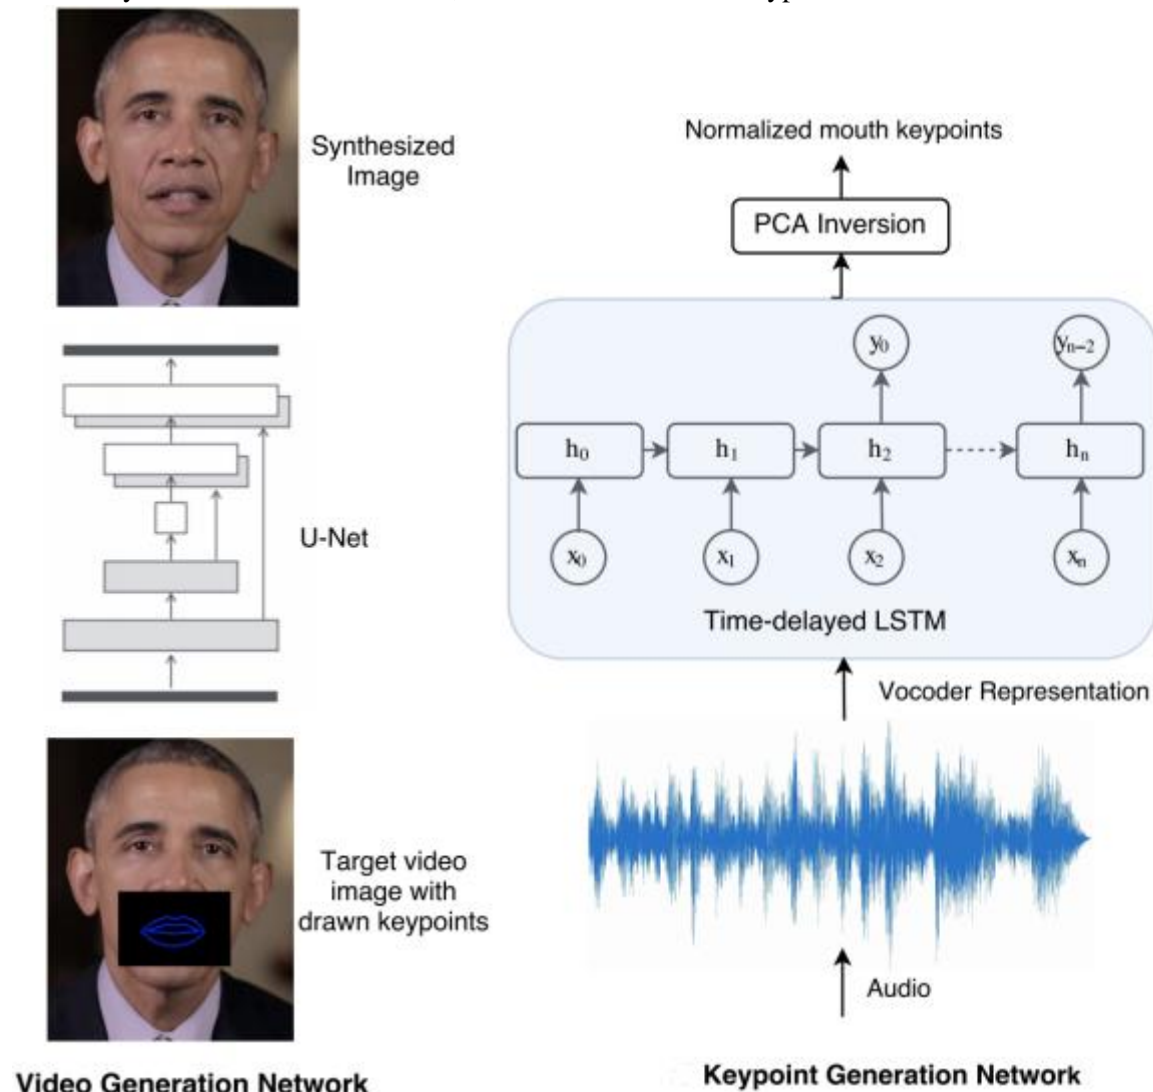 Synthesized
Image
U-Net
Target video
image with
drawn keypoints
Video Generation Network
Normalized mouth keypoints
PCA Inversion
y₀
yₙ₋₂
h₀
h₁
h₂
hₙ
x₀
x₁
x₂
xₙ
Time-delayed LSTM
Vocoder Representation
Audio
Keypoint Generation Network